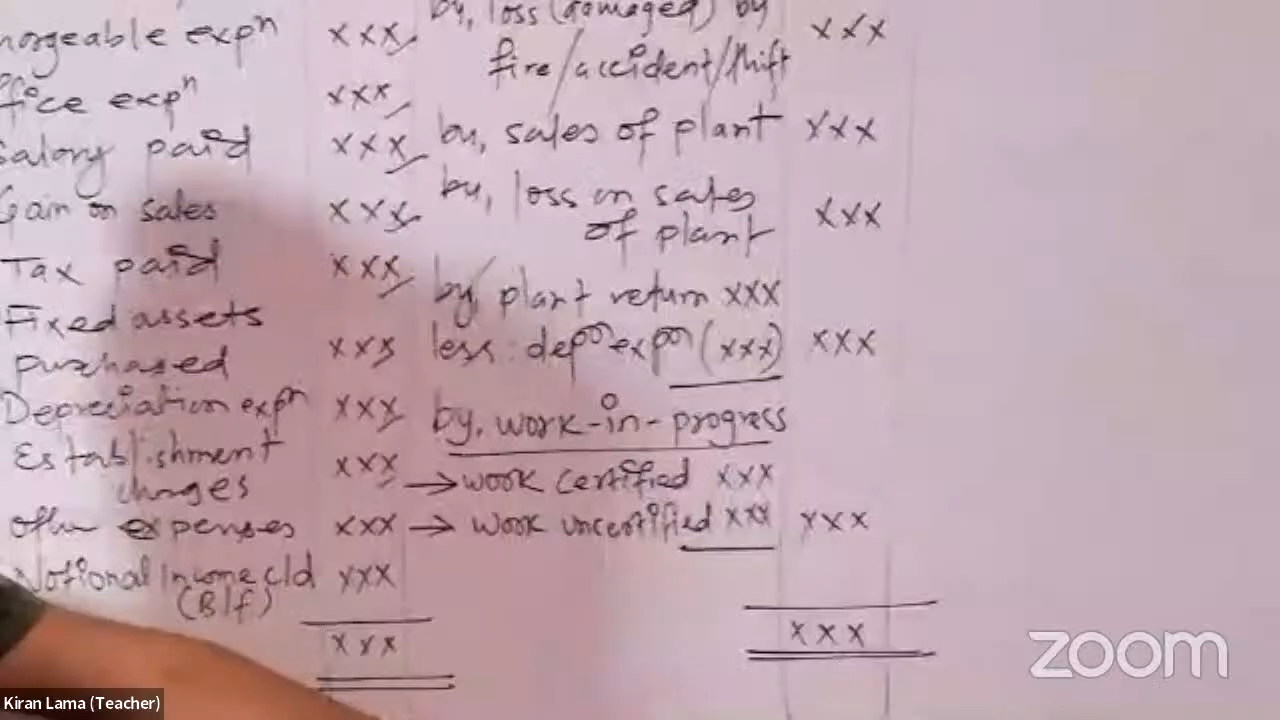 expⁿ xxx
expⁿ xxx
Salary paid xxx
Gain on sales xxx
Tax paid xxx
Fixed assets
purchased xxx
Depreciation expⁿ xxx
Establishment
charges xxx
other expenses xxx
Notional Income c/d xxx
(B/f)
xxx
by, loss (damaged) by
fire/accident/thift xxx
by, sales of plant xxx
by, loss on sales
of plant xxx
by, plant return xxx
less: depⁿ expⁿ (xxx) xxx
by, work-in-progress
→ work certified xxx
→ work uncertified xxx xxx
xxx
zoom
Kiran Lama (Teacher)